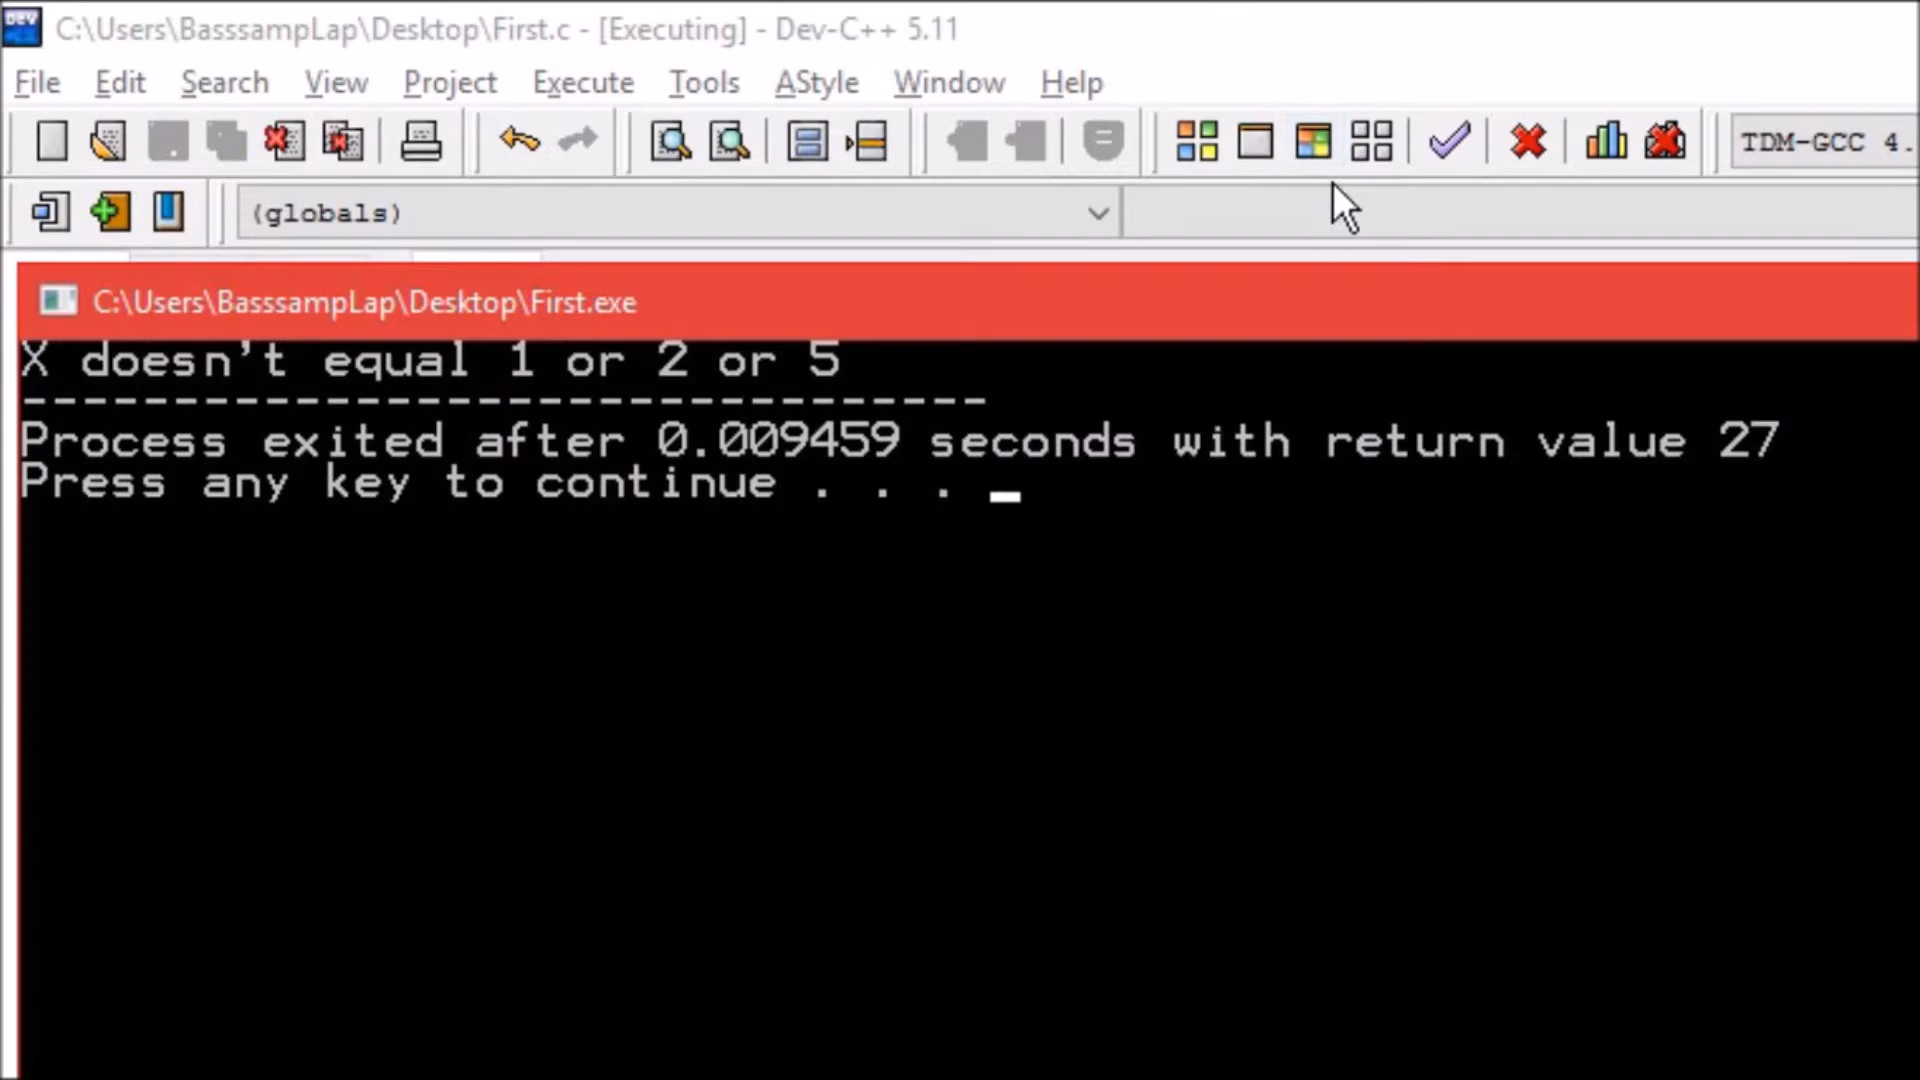 DEV
C:\Users\BasssampLap\Desktop\First.c - [Executing] - Dev-C++ 5.11
File Edit Search View Project Execute Tools AStyle Window Help
TDM-GCC 4.
(globals)
C:\Users\BasssampLap\Desktop\First.exe
X doesn't equal 1 or 2 or 5
--------------------------------
Process exited after 0.009459 seconds with return value 27
Press any key to continue . . .